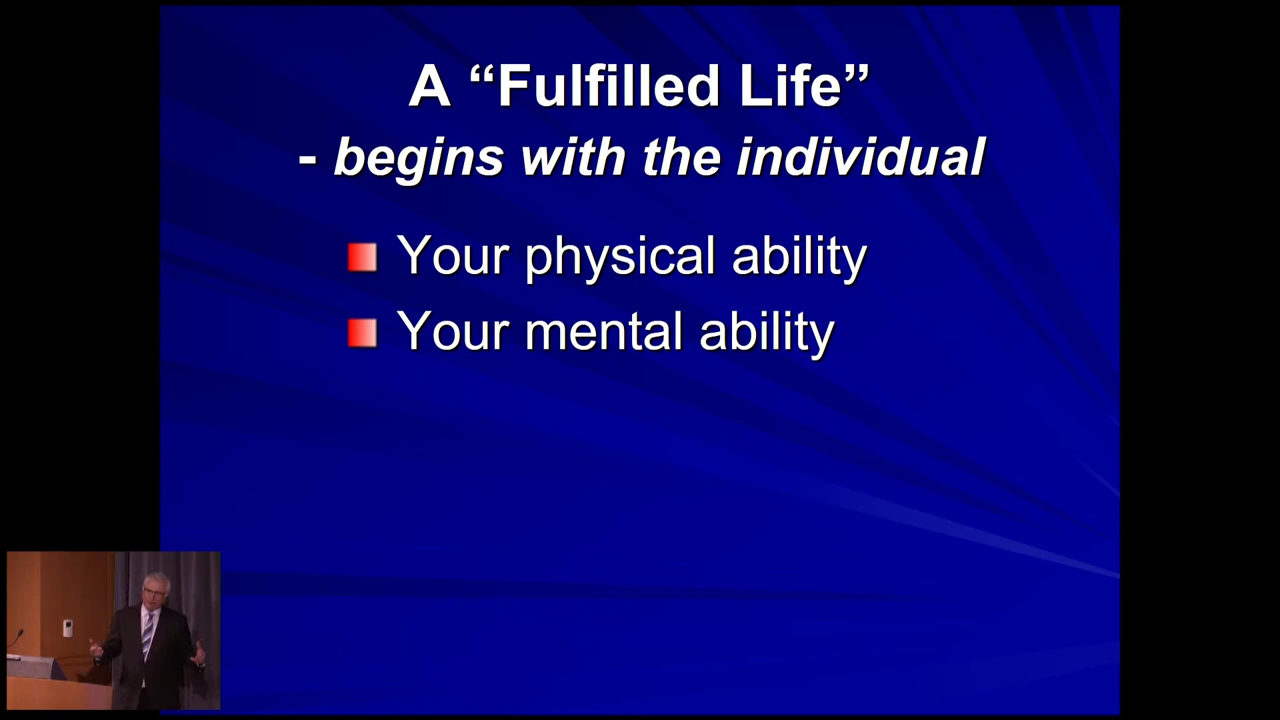 A “Fulfilled Life”
- begins with the individual
Your physical ability
Your mental ability